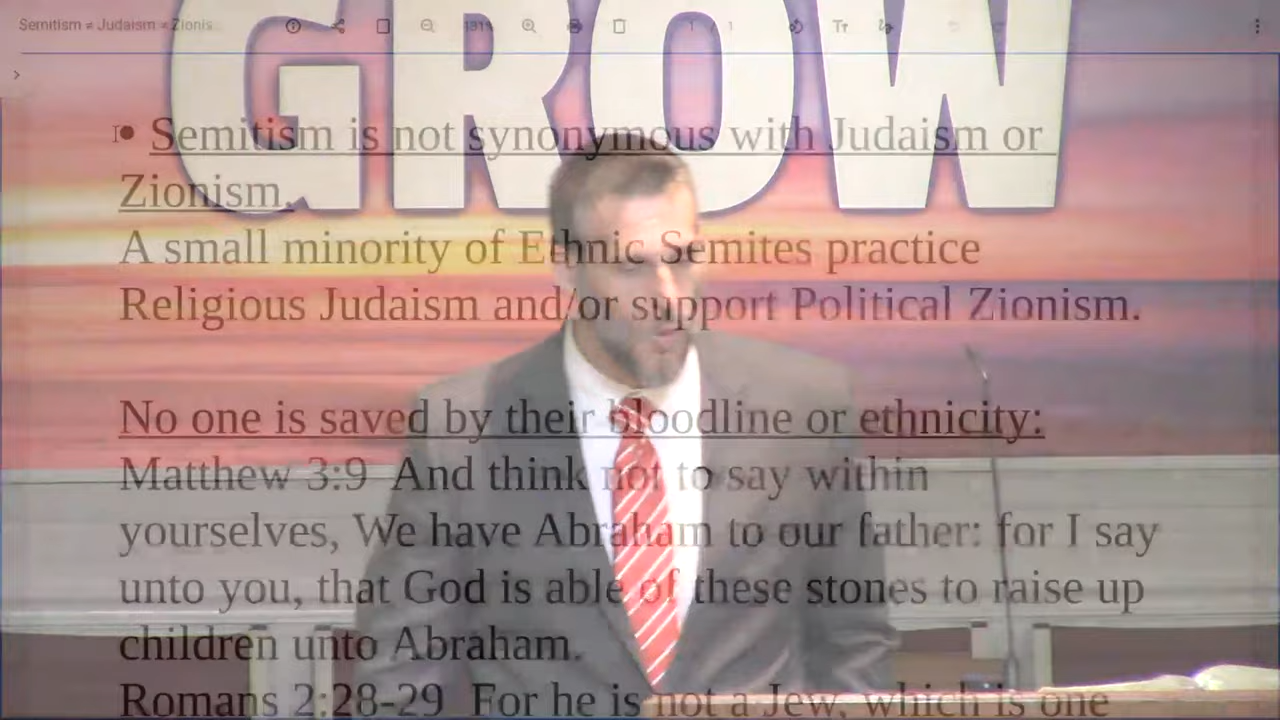 Semitism ≠ Judaism ≠ Zionis
181%
1 / 1
GROW
• Semitism is not synonymous with Judaism or
Zionism.
A small minority of Ethnic Semites practice
Religious Judaism and/or support Political Zionism.
No one is saved by their bloodline or ethnicity:
Matthew 3:9 And think not to say within
yourselves, We have Abraham to our father: for I say
unto you, that God is able of these stones to raise up
children unto Abraham.
Romans 2:28-29 For he is not a Jew, which is one